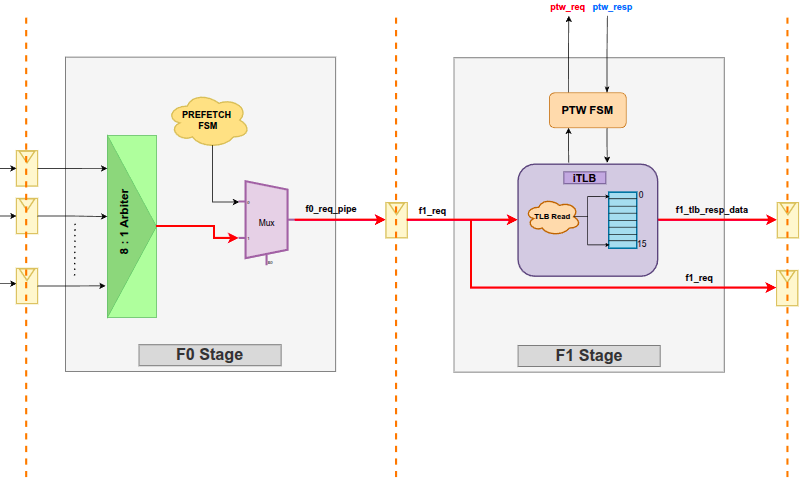 ptw_req ptw_resp
PREFETCH
FSM
PTW FSM
8 : 1 Arbiter
Mux
f0_req_pipe
f1_req
iTLB
TLB Read
0
15
f1_tlb_resp_data
f1_req
F0 Stage
F1 Stage